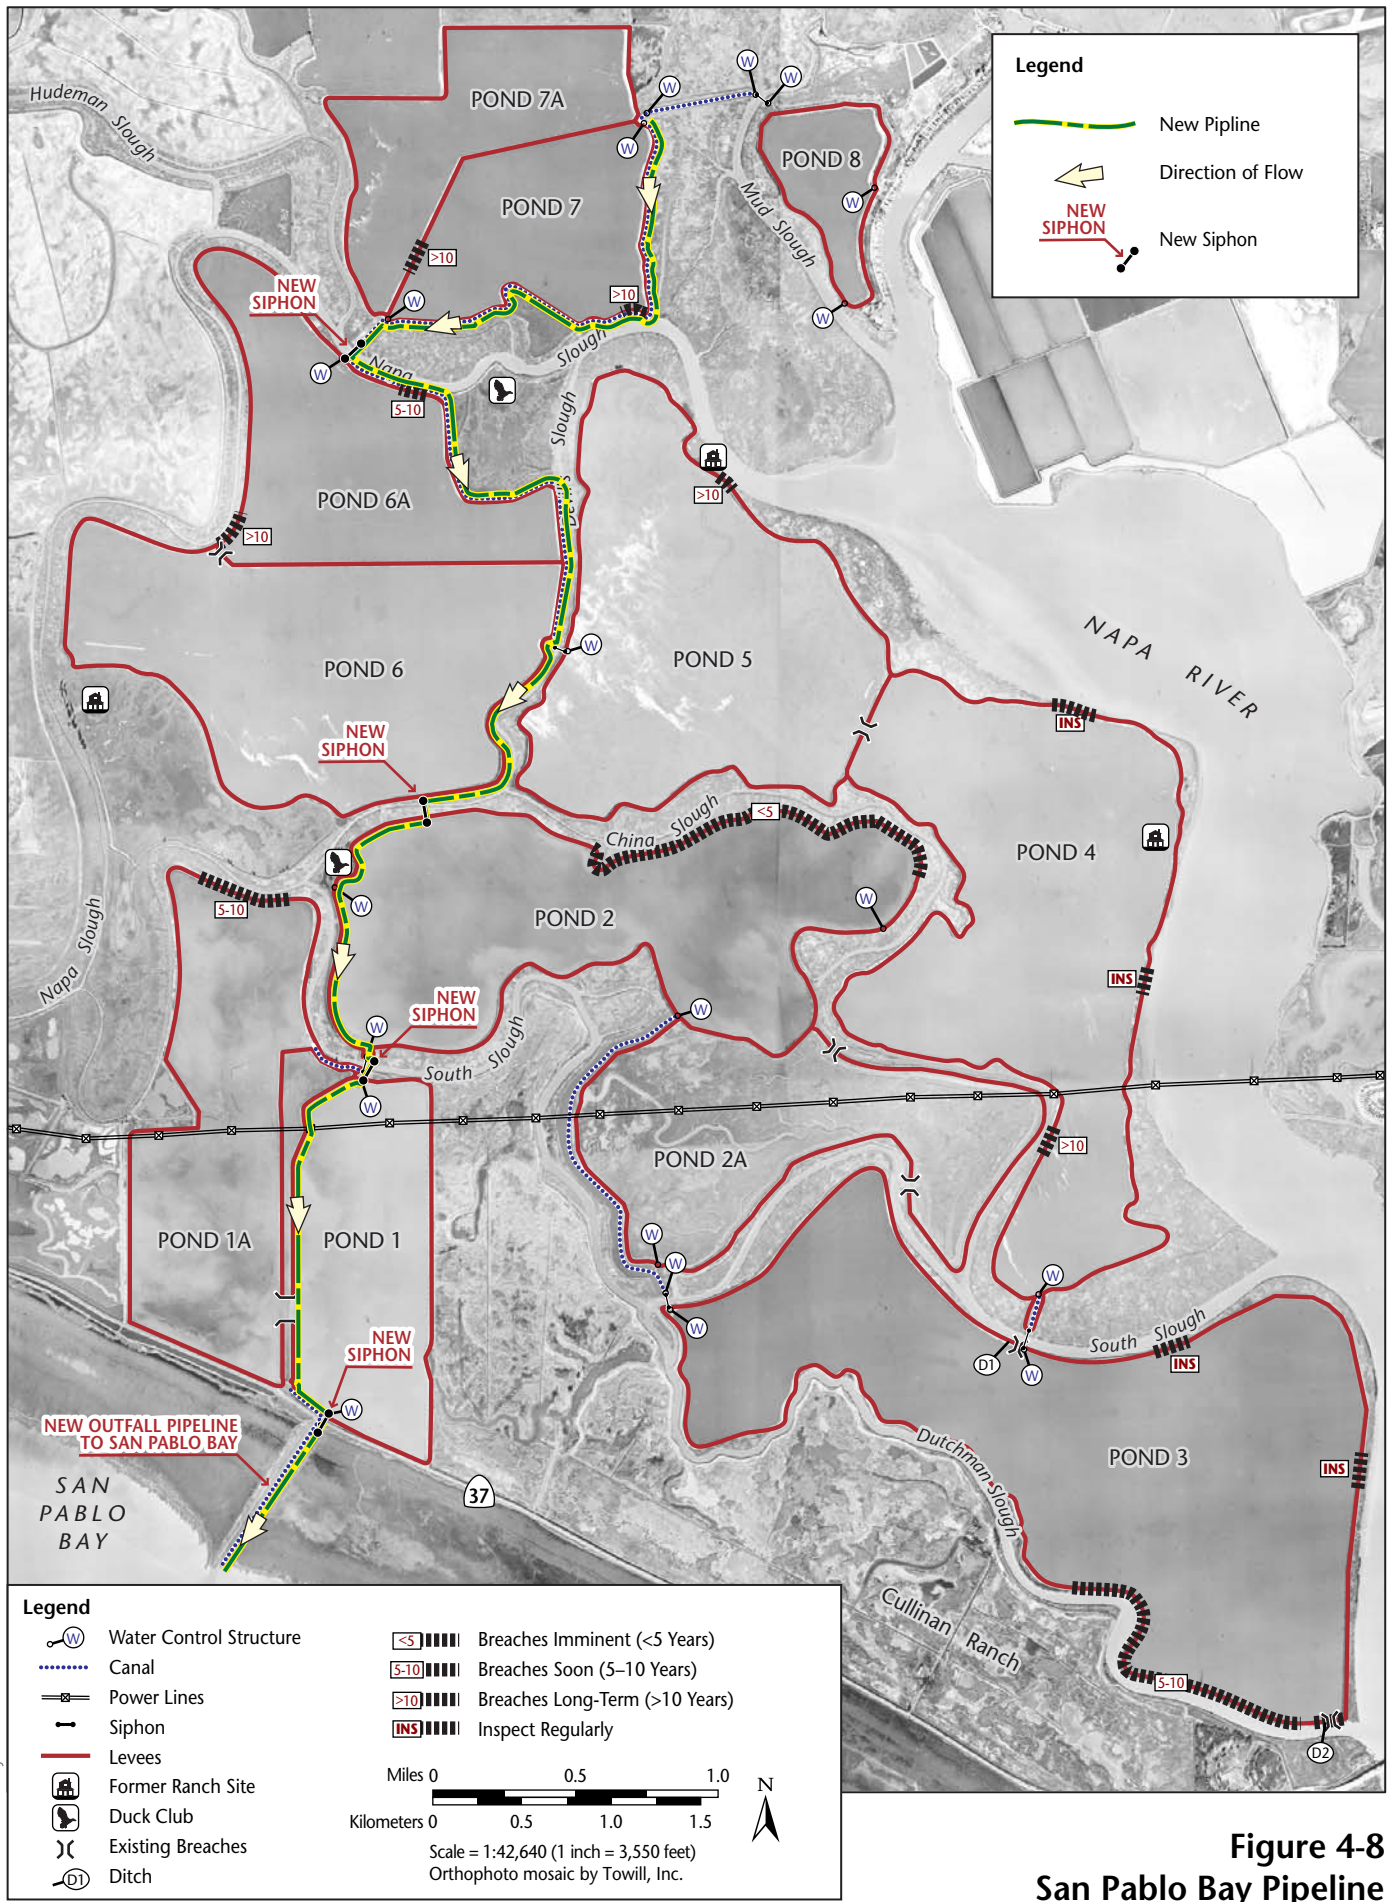 Legend
New Pipline
Direction of Flow
NEW
SIPHON
New Siphon
Hudeman
Slough
POND 7A
W
W
W
W
POND 8
W
Mud Slough
W
POND 7
>10
>10
NEW
SIPHON
W
W
Napa
Slough
5-10
Slough
POND 6A
>10
>10
POND 6
POND 5
W
NAPA
RIVER
INS
NEW
SIPHON
China Slough
<5
POND 4
5-10
W
W
POND 2
Napa Slough
INS
NEW
SIPHON
W
W
South
Slough
W
POND 2A
>10
POND 1A
POND 1
W
W
W
W
W
D1
South Slough
INS
NEW
SIPHON
W
NEW OUTFALL PIPELINE
TO SAN PABLO BAY
SAN
PABLO
BAY
37
Dutchman Slough
POND 3
INS
Cullinan Ranch
5-10
D2
Legend
W Water Control Structure
Canal
Power Lines
Siphon
Levees
Former Ranch Site
Duck Club
Existing Breaches
D1 Ditch
<5 Breaches Imminent (<5 Years)
5-10 Breaches Soon (5–10 Years)
>10 Breaches Long-Term (>10 Years)
INS Inspect Regularly
Miles 0 0.5 1.0
Kilometers 0 0.5 1.0 1.5
N
Scale = 1:42,640 (1 inch = 3,550 feet)
Orthophoto mosaic by Towill, Inc.
Figure 4-8
San Pablo Bay Pipeline